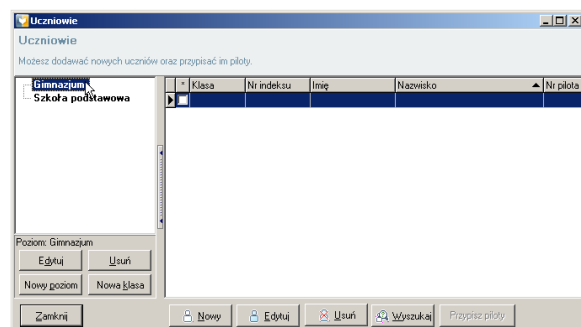 Uczniowie
Uczniowie
Możesz dodawać nowych uczniów oraz przypisać im piloty.
Gimnazjum
Szkoła podstawowa
* Klasa Nr indeksu Imię Nazwisko Nr pilota
Poziom: Gimnazjum
Edytuj Usuń
Nowy poziom Nowa klasa
Zamknij Nowy Edytuj Usuń Wyszukaj Przypisz piloty